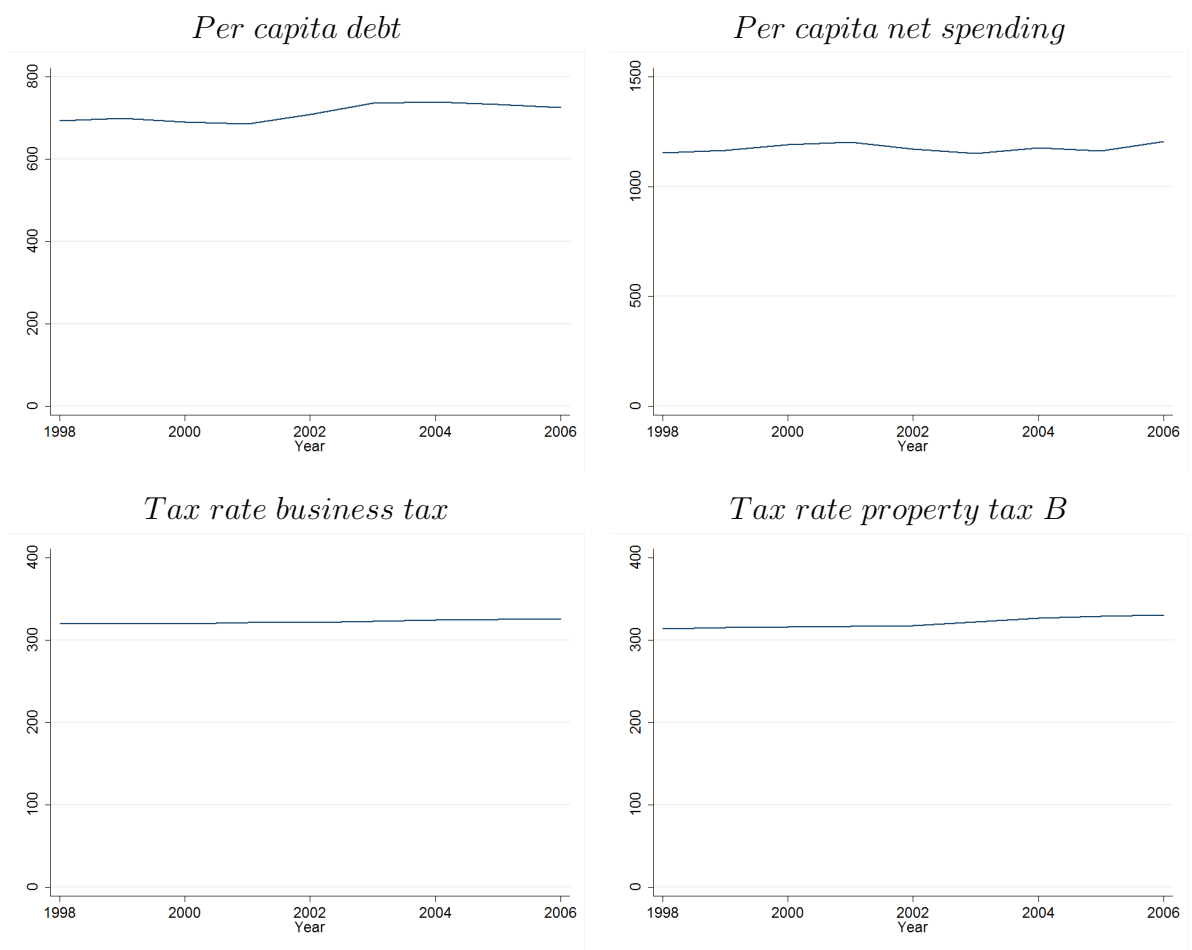 Per capita debt
800
600
400
200
0
1998 2000 2002 2004 2006
Year
Per capita net spending
1500
1000
500
0
1998 2000 2002 2004 2006
Year
Tax rate business tax
400
300
200
100
0
1998 2000 2002 2004 2006
Year
Tax rate property tax B
400
300
200
100
0
1998 2000 2002 2004 2006
Year